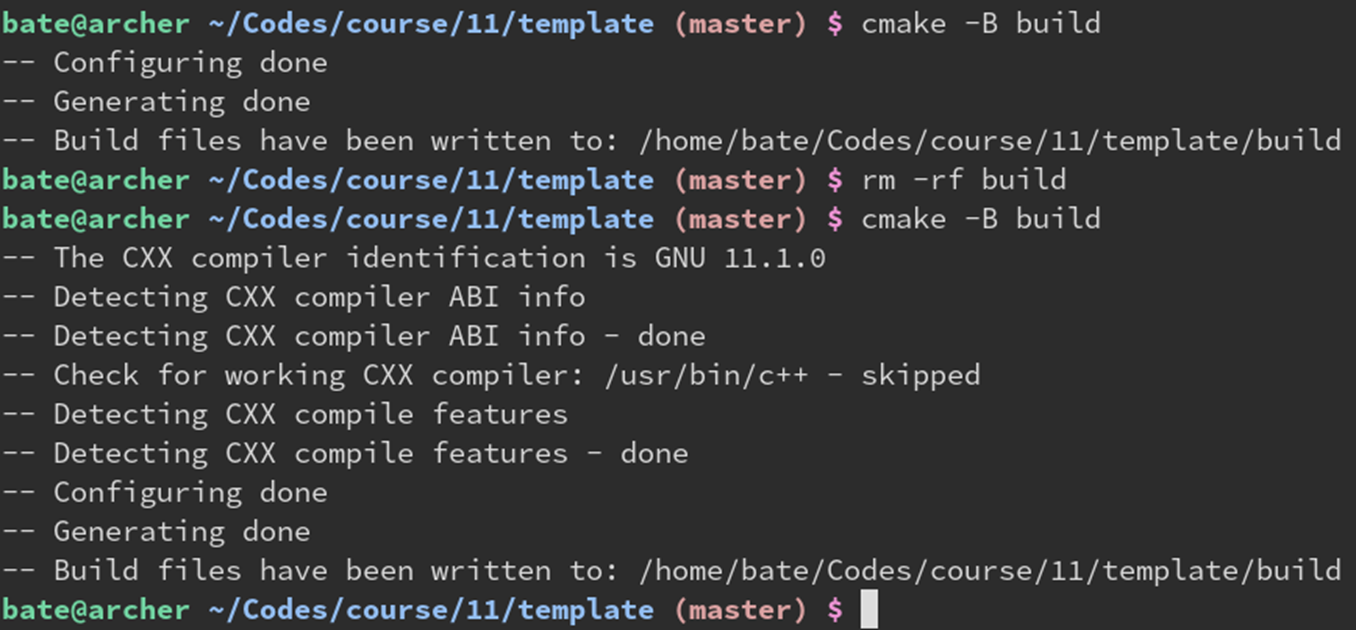 bate@archer ~/Codes/course/11/template (master) $ cmake -B build
-- Configuring done
-- Generating done
-- Build files have been written to: /home/bate/Codes/course/11/template/build
bate@archer ~/Codes/course/11/template (master) $ rm -rf build
bate@archer ~/Codes/course/11/template (master) $ cmake -B build
-- The CXX compiler identification is GNU 11.1.0
-- Detecting CXX compiler ABI info
-- Detecting CXX compiler ABI info - done
-- Check for working CXX compiler: /usr/bin/c++ - skipped
-- Detecting CXX compile features
-- Detecting CXX compile features - done
-- Configuring done
-- Generating done
-- Build files have been written to: /home/bate/Codes/course/11/template/build
bate@archer ~/Codes/course/11/template (master) $